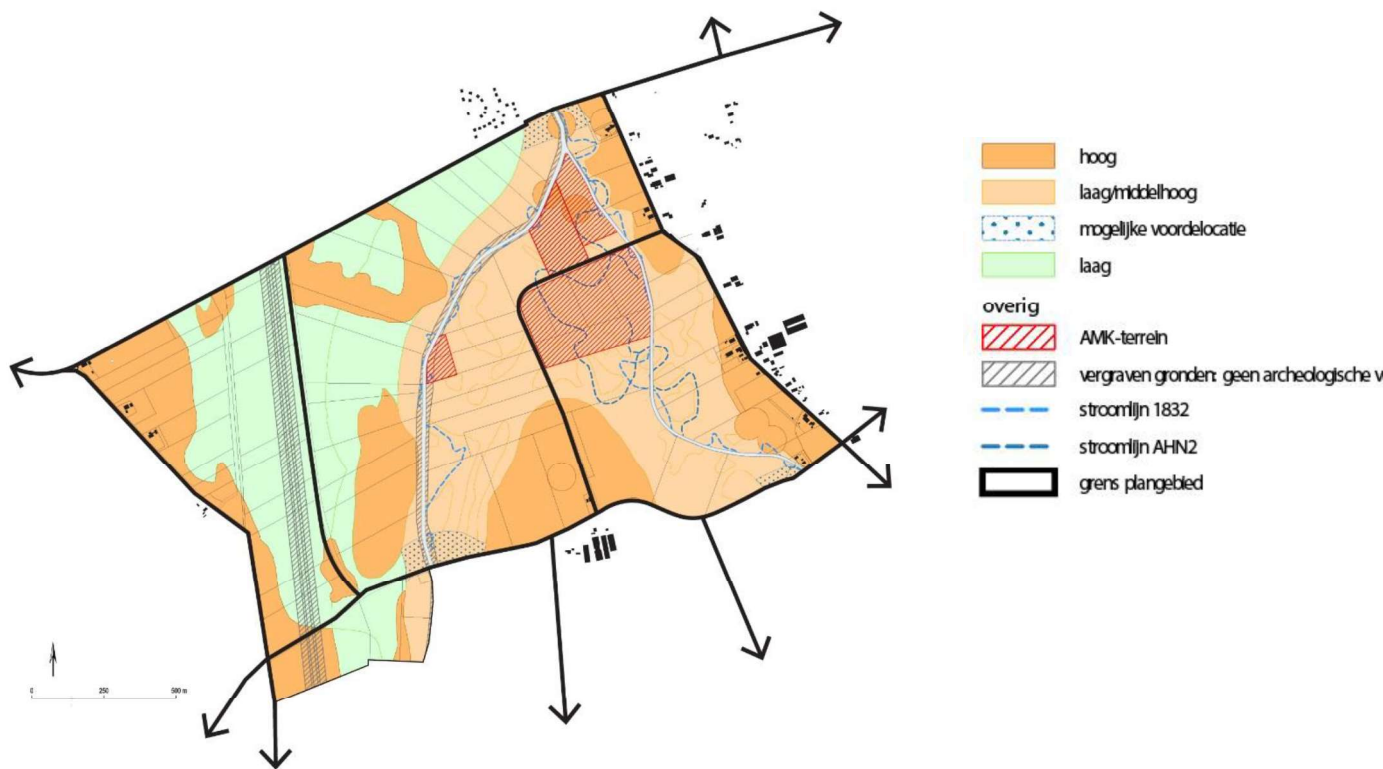 hoog
laag/middelhoog
mogelijke voordelocatie
laag
overig
AMK-terrein
vergraven gronden: geen archeologische v
stroomlijn 1832
stroomlijn AHN2
grens plangebied
0 250 500 m